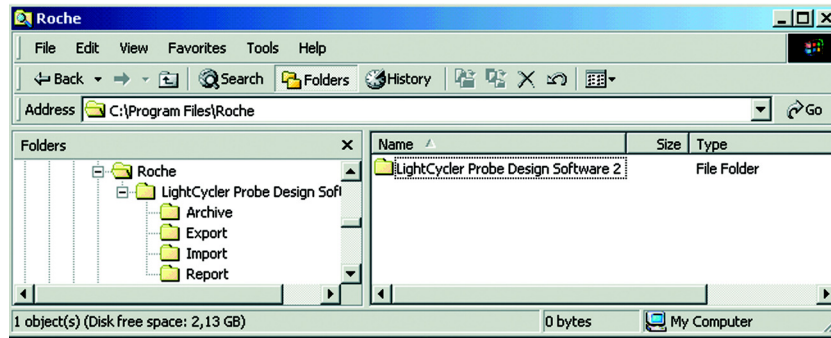 Roche
File Edit View Favorites Tools Help
Back Search Folders History
Address C:\Program Files\Roche Go
Folders
Roche
LightCycler Probe Design Soft
Archive
Export
Import
Report
Name Size Type
LightCycler Probe Design Software 2 File Folder
1 object(s) (Disk free space: 2,13 GB) 0 bytes My Computer